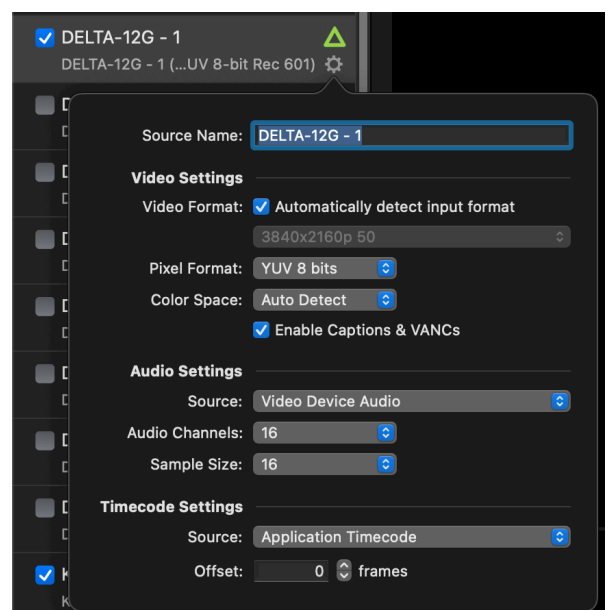 DELTA-12G - 1
DELTA-12G - 1 (...UV 8-bit Rec 601)
Source Name: DELTA-12G - 1
Video Settings
Video Format: Automatically detect input format
3840x2160p 50
Pixel Format: YUV 8 bits
Color Space: Auto Detect
Enable Captions & VANCs
Audio Settings
Source: Video Device Audio
Audio Channels: 16
Sample Size: 16
Timecode Settings
Source: Application Timecode
Offset: 0 frames